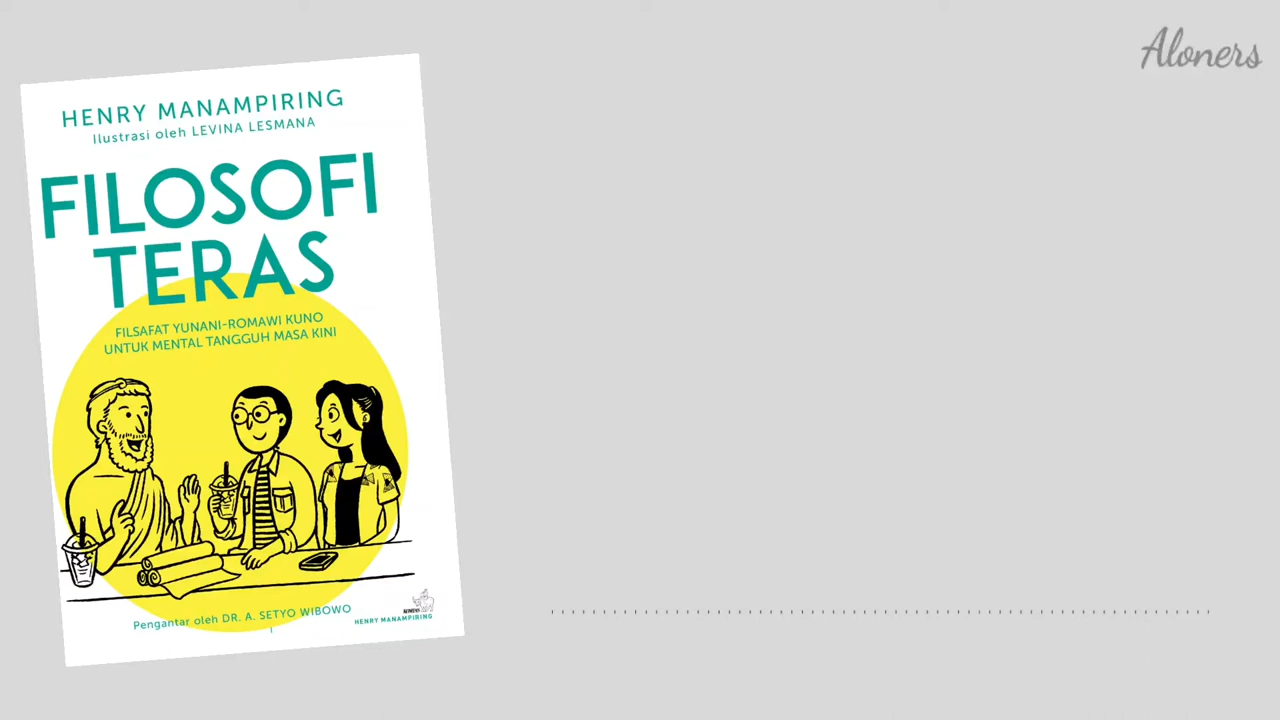 Aloners
HENRY MANAMPIRING
Ilustrasi oleh LEVINA LESMANA
FILOSOFI
TERAS
FILSAFAT YUNANI-ROMAWI KUNO
UNTUK MENTAL TANGGUH MASA KINI
Pengantar oleh DR. A. SETYO WIBOWO
KOMPAS
HENRY MANAMPIRING